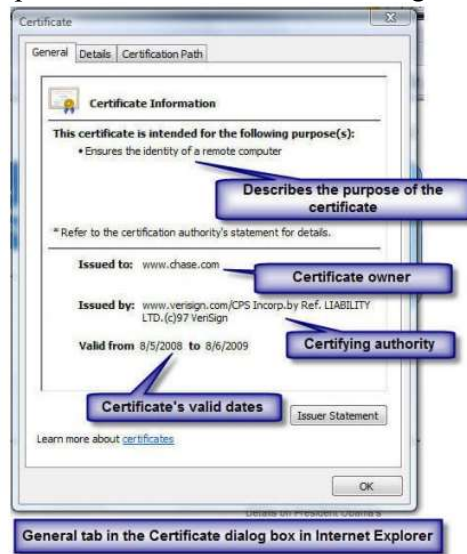 Certificate
General Details Certification Path
Certificate Information
This certificate is intended for the following purpose(s):
• Ensures the identity of a remote computer
Describes the purpose of the
certificate
* Refer to the certification authority's statement for details.
Issued to: www.chase.com
Certificate owner
Issued by: www.verisign.com/CPS Incorp.by Ref. LIABILITY
LTD.(c)97 VeriSign
Certifying authority
Valid from 8/5/2008 to 8/6/2009
Certificate's valid dates
Issuer Statement
Learn more about certificates
OK
Details on President Obama's
General tab in the Certificate dialog box in Internet Explorer